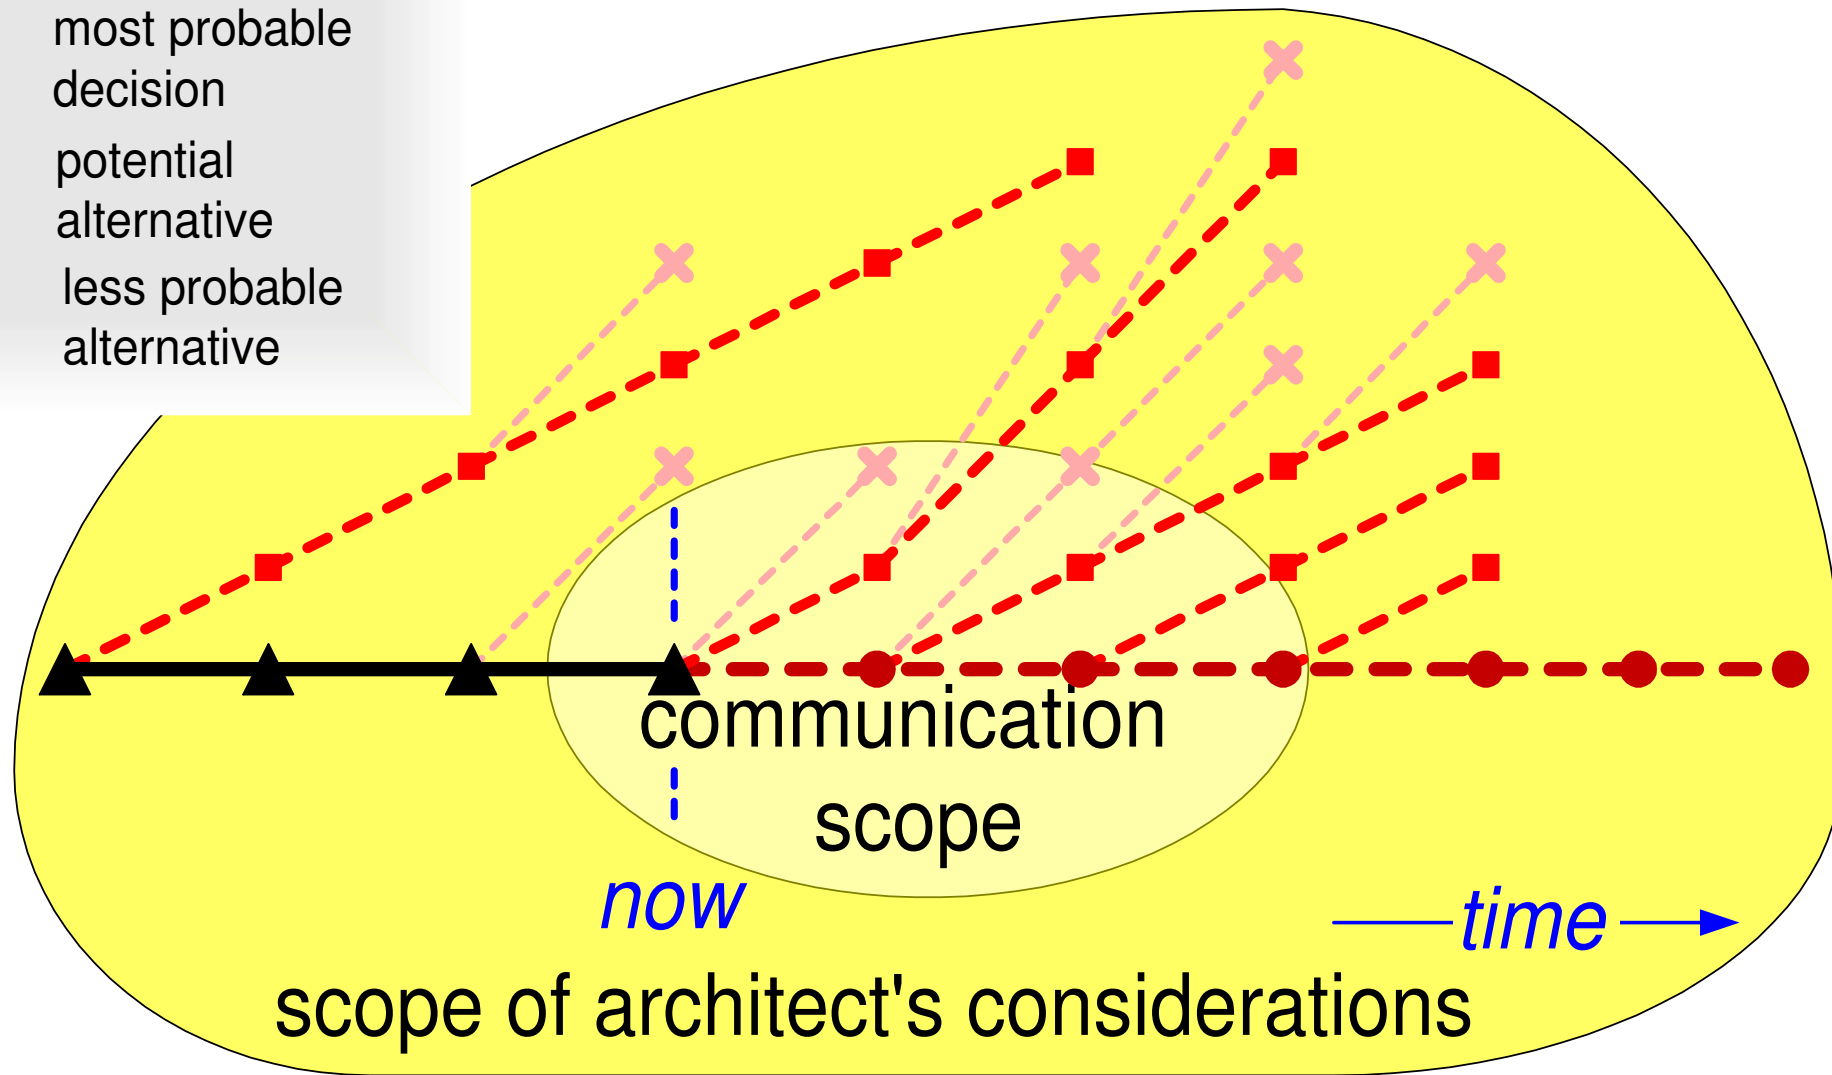 most probable
decision
potential
alternative
less probable
alternative
communication
scope
now
time
scope of architect's considerations